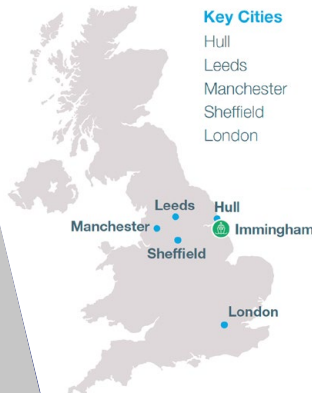 Key Cities
Hull
Leeds
Manchester
Sheffield
London
Leeds
Hull
Manchester
Immingham
Sheffield
London